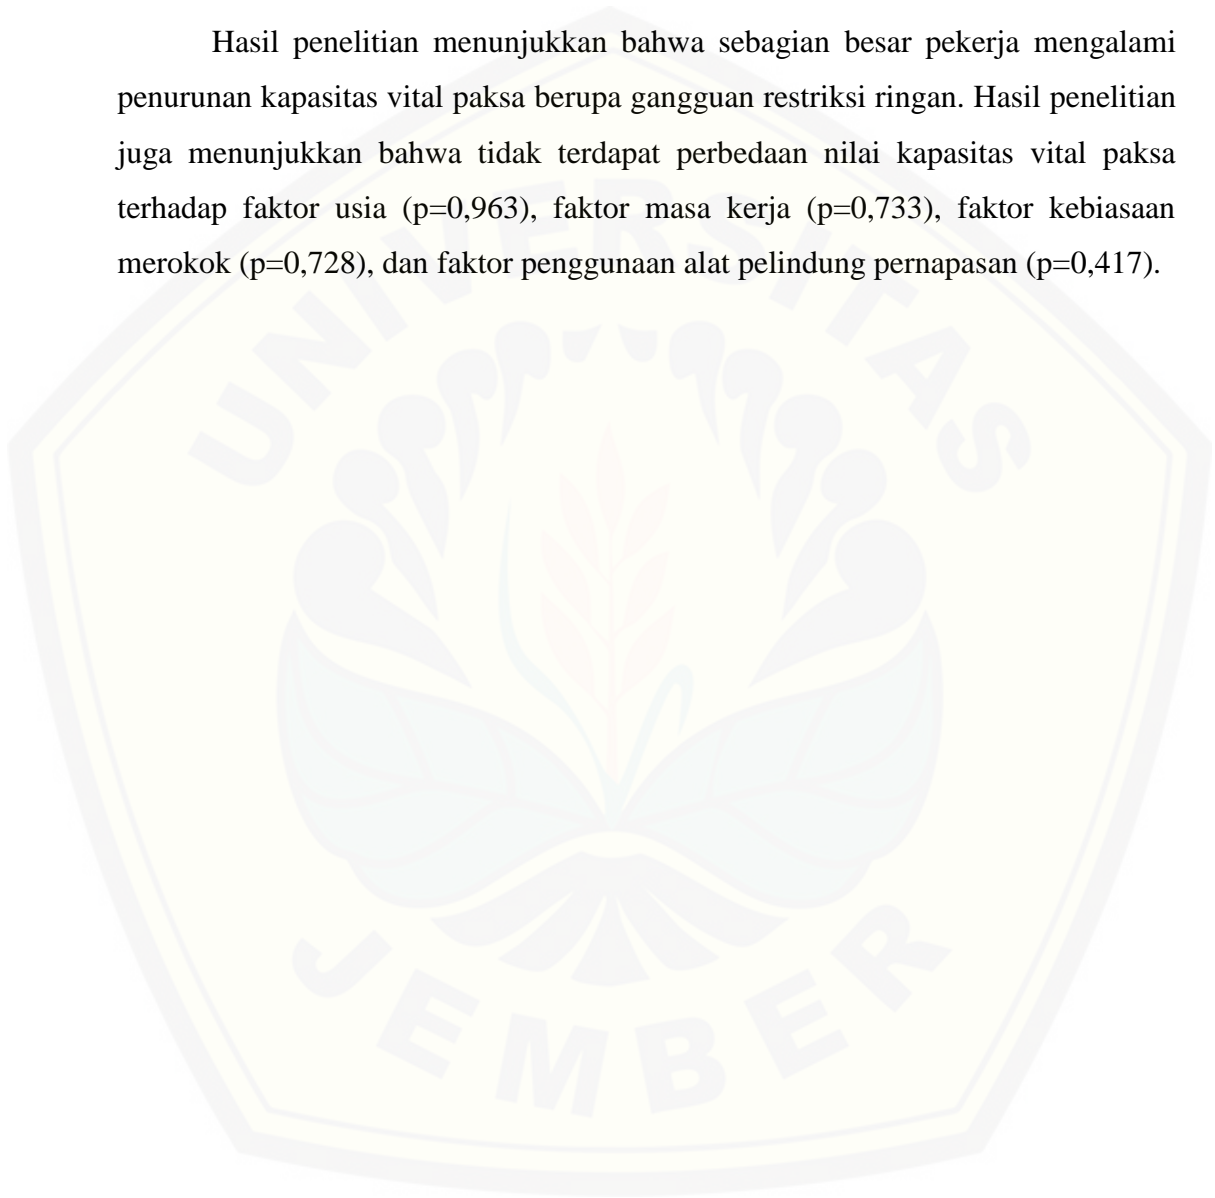 Hasil penelitian menunjukkan bahwa sebagian besar pekerja mengalami
penurunan kapasitas vital paksa berupa gangguan restriksi ringan. Hasil penelitian
juga menunjukkan bahwa tidak terdapat perbedaan nilai kapasitas vital paksa
terhadap faktor usia (p=0,963), faktor masa kerja (p=0,733), faktor kebiasaan
merokok (p=0,728), dan faktor penggunaan alat pelindung pernapasan (p=0,417).
UNIVERSITAS
JEMBER